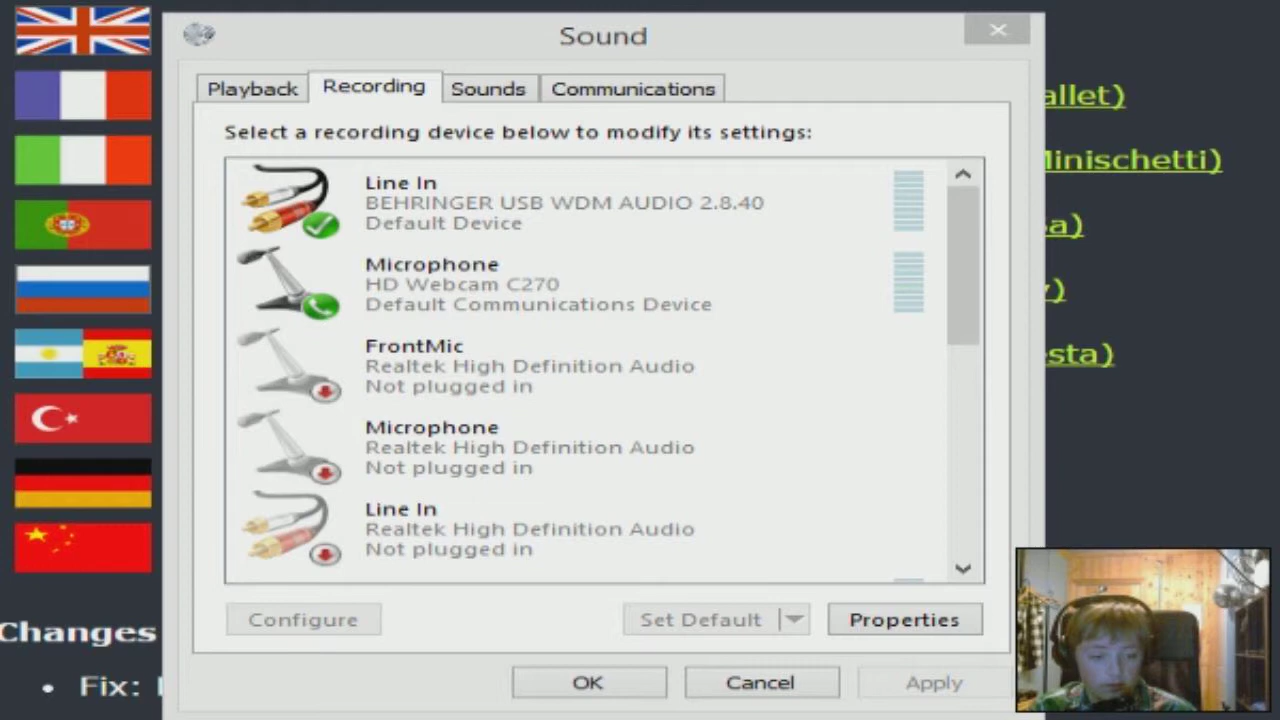 Sound
Playback
Recording
Sounds
Communications
Select a recording device below to modify its settings:
Line In
BEHRINGER USB WDM AUDIO 2.8.40
Default Device
Microphone
HD Webcam C270
Default Communications Device
FrontMic
Realtek High Definition Audio
Not plugged in
Microphone
Realtek High Definition Audio
Not plugged in
Line In
Realtek High Definition Audio
Not plugged in
Configure
Set Default
Properties
OK
Cancel
Apply
allet)
inischetti)
a)
)
esta)
Changes
• Fix: